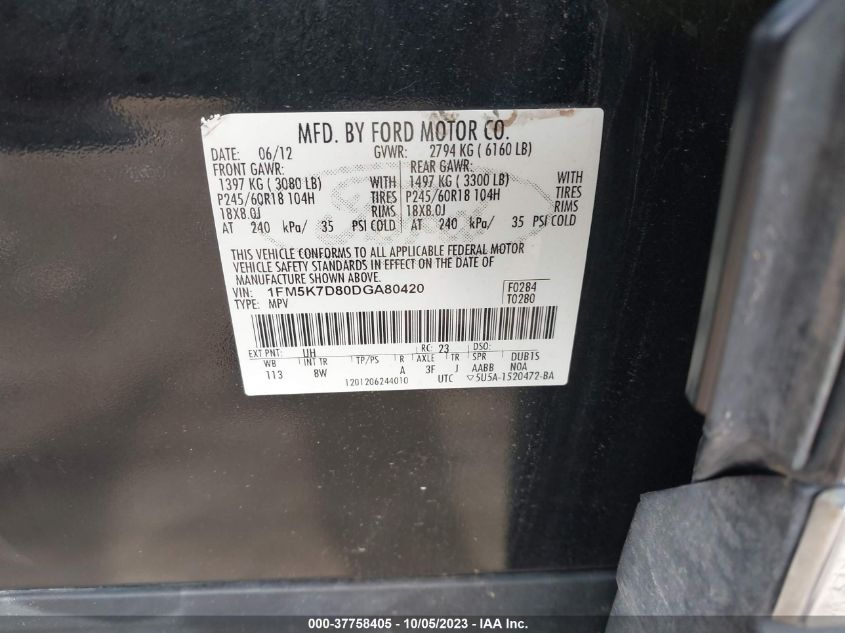 MFD. BY FORD MOTOR CO.
DATE: 06/12 GVWR: 2794 KG ( 6160 LB)
FRONT GAWR: REAR GAWR:
1397 KG ( 3080 LB) WITH 1497 KG ( 3300 LB) WITH
P245/60R18 104H TIRES P245/60R18 104H TIRES
18X8.0J RIMS 18X8.0J RIMS
AT 240 kPa/ 35 PSI COLD AT 240 kPa/ 35 PSI COLD
THIS VEHICLE CONFORMS TO ALL APPLICABLE FEDERAL MOTOR
VEHICLE SAFETY STANDARDS IN EFFECT ON THE DATE OF
MANUFACTURE SHOWN ABOVE.
VIN: 1FM5K7D80DGA80420 F0284
TYPE: MPV T0280
EXT PNT: UH RC: 23 DSO:
WB INT TR TP/PS R AXLE TR SPR DUB1S
113 8W A 3F J AABB N0A
1201206244010 UTC ▽5U5A-1520472-BA
000-37758405 - 10/05/2023 - IAA Inc.